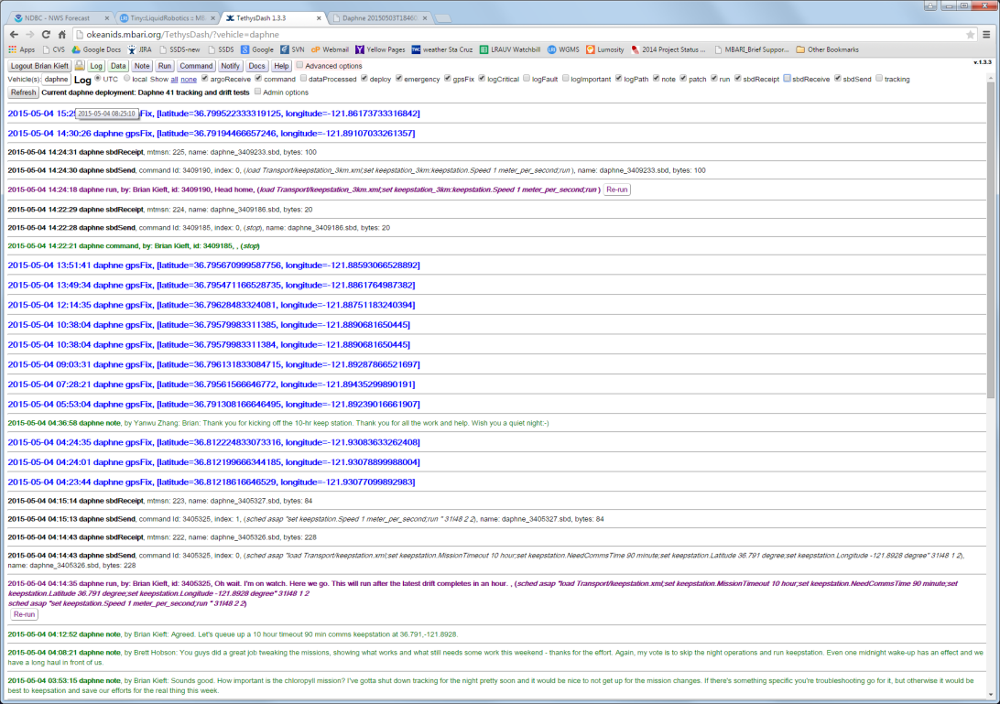 NDBC - NWS Forecast
Tiny::LiquidRobotics :: MB
TethysDash 1.3.3
Daphne 20150503T18460
okeanids.mbari.org/TethysDash/?vehicle=daphne
Apps CVS Google Docs JIRA SSDS-new SSDS Google SVN Webmail Yellow Pages weather Sta Cruz LRAUV Watchbill WGMS Lumosity 2014 Project Status ... MBARI_Brief Suppor... Other Bookmarks
Logout Brian Kieft Log Data Note Run Command Notify Docs Help Advanced options
v.1.3.3
Vehicle(s): daphne Log UTC local Show all none argoReceive command dataProcessed deploy emergency gpsFix logCritical logFault logImportant logPath note patch run sbdReceipt sbdReceive sbdSend tracking
Refresh Current daphne deployment: Daphne 41 tracking and drift tests Admin options
2015-05-04 15:25 2015-05-04 08:25:10 Fix, [latitude=36.799522333319125, longitude=-121.86173733316842]
2015-05-04 14:30:26 daphne gpsFix, [latitude=36.79194466657246, longitude=-121.89107033261357]
2015-05-04 14:24:31 daphne sbdReceipt, mtmsn: 225, name: daphne_3409233.sbd, bytes: 100
2015-05-04 14:24:30 daphne sbdSend, command Id: 3409190, index: 0, (load Transport/keepstation_3km.xml;set keepstation_3km:keepstation.Speed 1 meter_per_second;run ), name: daphne_3409233.sbd, bytes: 100
2015-05-04 14:24:18 daphne run, by: Brian Kieft, id: 3409190, Head home, (load Transport/keepstation_3km.xml;set keepstation_3km:keepstation.Speed 1 meter_per_second;run ) Re-run
2015-05-04 14:22:29 daphne sbdReceipt, mtmsn: 224, name: daphne_3409186.sbd, bytes: 20
2015-05-04 14:22:28 daphne sbdSend, command Id: 3409185, index: 0, (stop), name: daphne_3409186.sbd, bytes: 20
2015-05-04 14:22:21 daphne command, by: Brian Kieft, id: 3409185, , (stop)
2015-05-04 13:51:41 daphne gpsFix, [latitude=36.795670999587756, longitude=-121.88593066528892]
2015-05-04 13:49:34 daphne gpsFix, [latitude=36.795471166528735, longitude=-121.8861764987382]
2015-05-04 12:14:35 daphne gpsFix, [latitude=36.79628483324081, longitude=-121.88751183240394]
2015-05-04 10:38:04 daphne gpsFix, [latitude=36.79579983311385, longitude=-121.8890681650445]
2015-05-04 10:38:04 daphne gpsFix, [latitude=36.79579983311384, longitude=-121.8890681650445]
2015-05-04 09:03:31 daphne gpsFix, [latitude=36.796131833084715, longitude=-121.89287866521697]
2015-05-04 07:28:21 daphne gpsFix, [latitude=36.79561566646772, longitude=-121.89435299890191]
2015-05-04 05:53:04 daphne gpsFix, [latitude=36.791308166646495, longitude=-121.89239016661907]
2015-05-04 04:36:58 daphne note, by Yanwu Zhang: Brian: Thank you for kicking off the 10-hr keep station. Thank you for all the work and help. Wish you a quiet night:-)
2015-05-04 04:24:35 daphne gpsFix, [latitude=36.812224833073316, longitude=-121.93083633262408]
2015-05-04 04:24:01 daphne gpsFix, [latitude=36.812199666344185, longitude=-121.93078899988004]
2015-05-04 04:23:44 daphne gpsFix, [latitude=36.81218616646529, longitude=-121.93077099892983]
2015-05-04 04:15:14 daphne sbdReceipt, mtmsn: 223, name: daphne_3405327.sbd, bytes: 84
2015-05-04 04:15:13 daphne sbdSend, command Id: 3405325, index: 1, (sched asap "set keepstation.Speed 1 meter_per_second;run " 31l48 2 2), name: daphne_3405327.sbd, bytes: 84
2015-05-04 04:14:43 daphne sbdReceipt, mtmsn: 222, name: daphne_3405326.sbd, bytes: 228
2015-05-04 04:14:43 daphne sbdSend, command Id: 3405325, index: 0, (sched asap "load Transport/keepstation.xml;set keepstation.MissionTimeout 10 hour;set keepstation.NeedCommsTime 90 minute;set keepstation.Latitude 36.791 degree;set keepstation.Longitude -121.8928 degree" 31l48 1 2),
name: daphne_3405326.sbd, bytes: 228
2015-05-04 04:14:35 daphne run, by: Brian Kieft, id: 3405325, Oh wait. I'm on watch. Here we go. This will run after the latest drift completes in an hour. , (sched asap "load Transport/keepstation.xml;set keepstation.MissionTimeout 10 hour;set keepstation.NeedCommsTime 90 minute;set
keepstation.Latitude 36.791 degree;set keepstation.Longitude -121.8928 degree" 31l48 1 2
sched asap "set keepstation.Speed 1 meter_per_second;run " 31l48 2 2)
Re-run
2015-05-04 04:12:52 daphne note, by Brian Kieft: Agreed. Let's queue up a 10 hour timeout 90 min comms keepstation at 36.791,-121.8928.
2015-05-04 04:08:21 daphne note, by Brett Hobson: You guys did a great job tweaking the missions, showing what works and what still needs some work this weekend - thanks for the effort. Again, my vote is to skip the night operations and run keepstation. Even one midnight wake-up has an effect and we
have a long haul in front of us.
2015-05-04 03:53:15 daphne note, by Brian Kieft: Sounds good. How important is the chloropyll mission? I've gotta shut down tracking for the night pretty soon and it would be nice to not get up for the mission changes. If there's something specific you're troubleshooting go for it, but otherwise it would be
best to keepsation and save our efforts for the real thing this week.